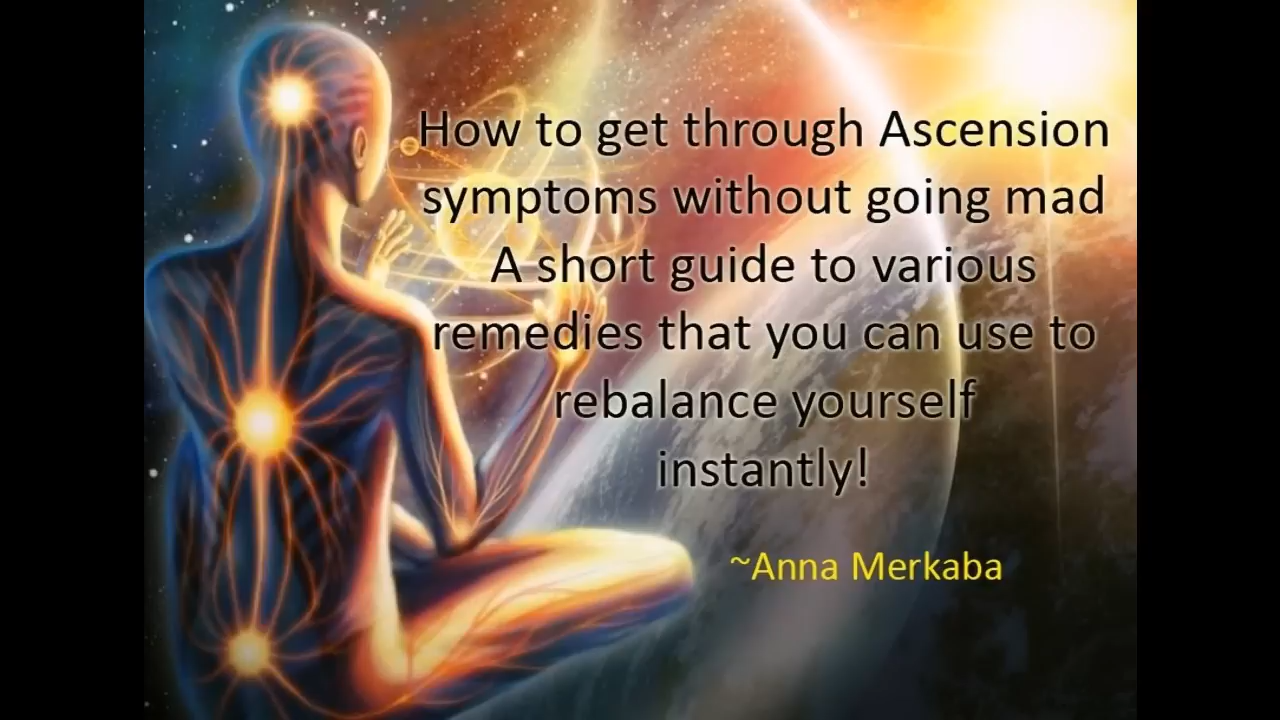 How to get through Ascension
symptoms without going mad
A short guide to various
remedies that you can use to
rebalance yourself
instantly!
~Anna Merkaba